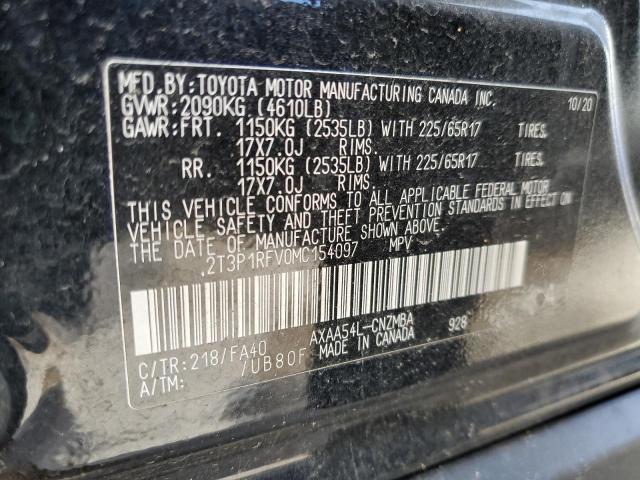 MFD.BY:TOYOTA MOTOR MANUFACTURING CANADA INC. 10/20
GVWR:2090KG (4610LB)
GAWR:FRT. 1150KG (2535LB) WITH 225/65R17 TIRES,
17X7.0J RIMS.
RR. 1150KG (2535LB) WITH 225/65R17 TIRES,
17X7.0J RIMS.
THIS VEHICLE CONFORMS TO ALL APPLICABLE FEDERAL MOTOR
VEHICLE SAFETY AND THEFT PREVENTION STANDARDS IN EFFECT ON
THE DATE OF MANUFACTURE SHOWN ABOVE.
2T3P1RFV0MC154097 MPV
AXAA54L-CNZMBA 928
C/TR:218/FA40 MADE IN CANADA
A/TM: /UB80F